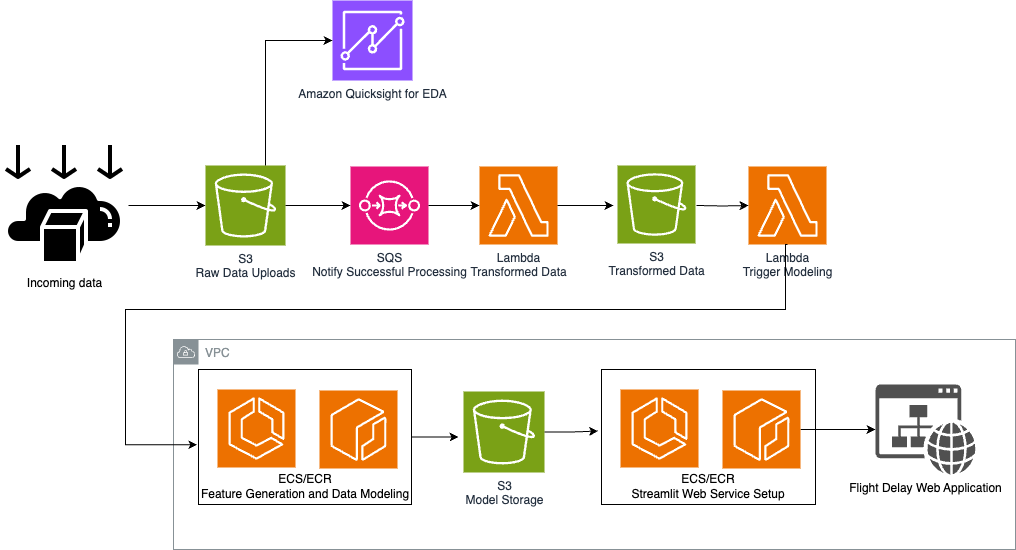 Amazon Quicksight for EDA
Incoming data
S3
Raw Data Uploads
SQS
Notify Successful Processing
Lambda
Transformed Data
S3
Transformed Data
Lambda
Trigger Modeling
VPC
ECS/ECR
Feature Generation and Data Modeling
S3
Model Storage
ECS/ECR
Streamlit Web Service Setup
Flight Delay Web Application